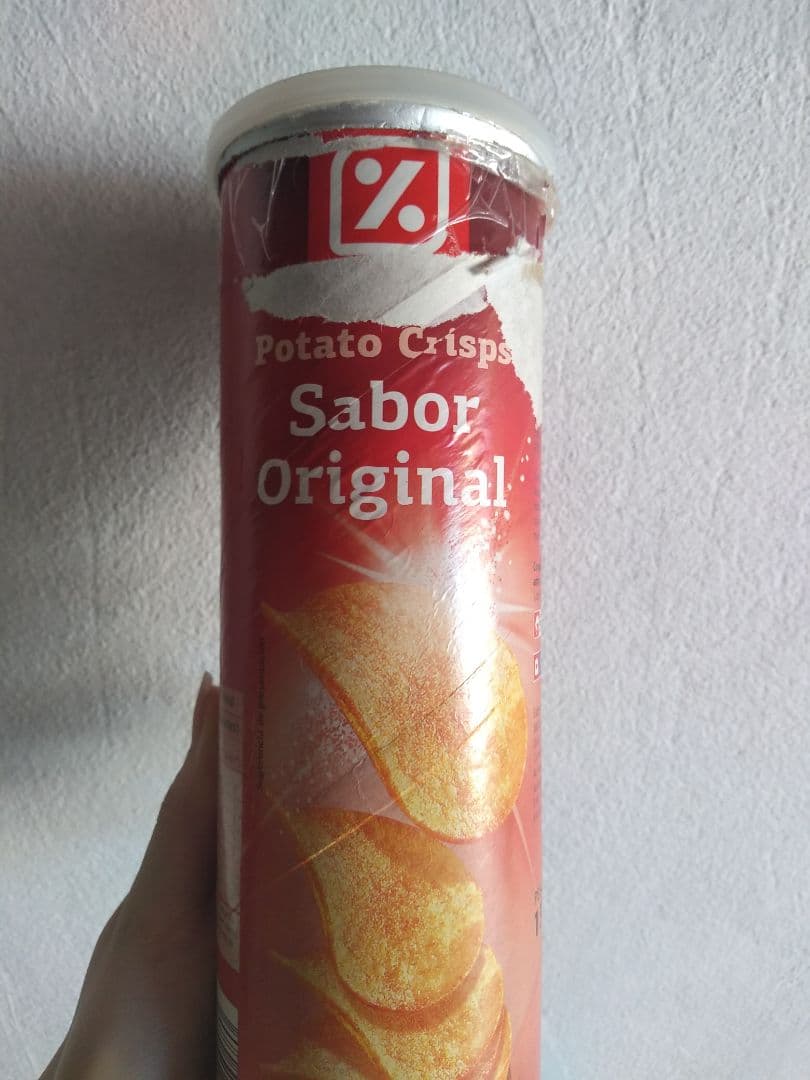 %
Potato Crisps
Sabor
Original